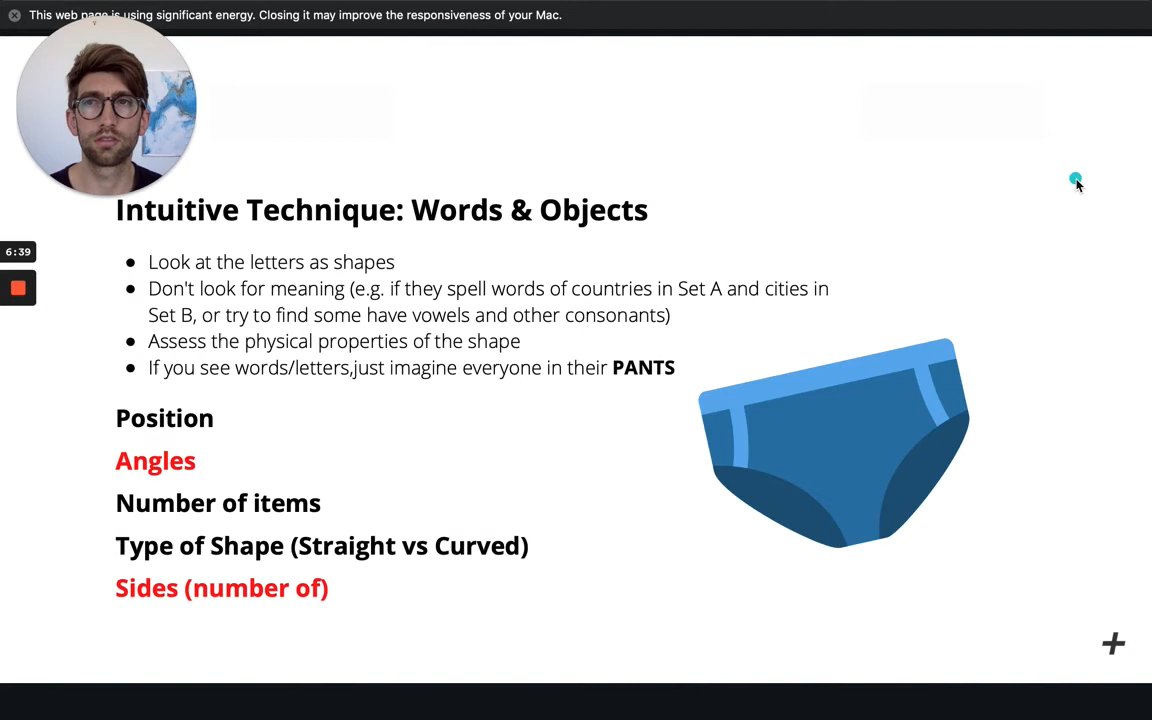 This web page is using significant energy. Closing it may improve the responsiveness of your Mac.
Intuitive Technique: Words & Objects
6:39
● Look at the letters as shapes
● Don't look for meaning (e.g. if they spell words of countries in Set A and cities in
Set B, or try to find some have vowels and other consonants)
● Assess the physical properties of the shape
● If you see words/letters,just imagine everyone in their PANTS
Position
Angles
Number of items
Type of Shape (Straight vs Curved)
Sides (number of)